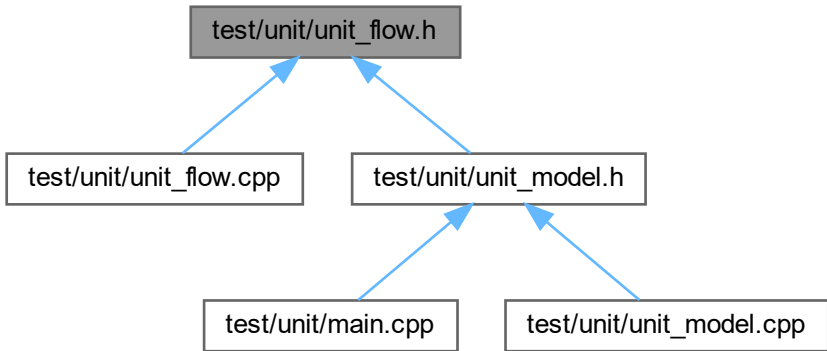 test/unit/unit_flow.h
test/unit/unit_flow.cpp
test/unit/unit_model.h
test/unit/main.cpp
test/unit/unit_model.cpp